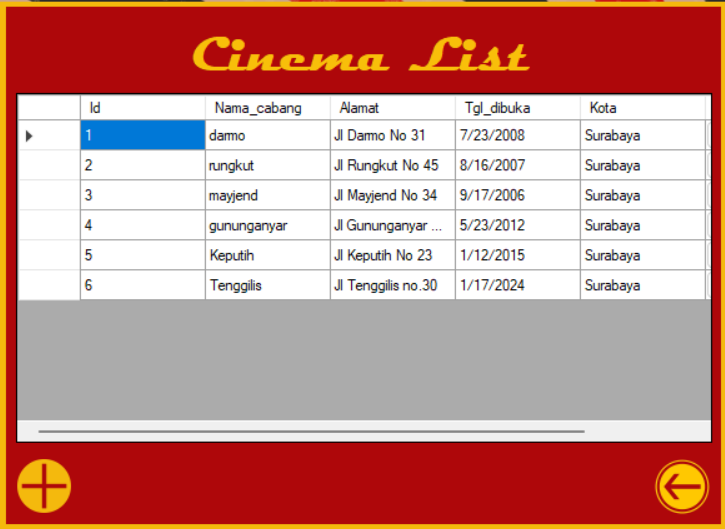 Cinema List
Id Nama_cabang Alamat Tgl_dibuka Kota
1 darmo Jl Darmo No 31 7/23/2008 Surabaya
2 rungkut Jl Rungkut No 45 8/16/2007 Surabaya
3 mayjend Jl Mayjend No 34 9/17/2006 Surabaya
4 gununganyar Jl Gununganyar ... 5/23/2012 Surabaya
5 Keputih Jl Keputih No 23 1/12/2015 Surabaya
6 Tenggilis Jl Tenggilis no.30 1/17/2024 Surabaya